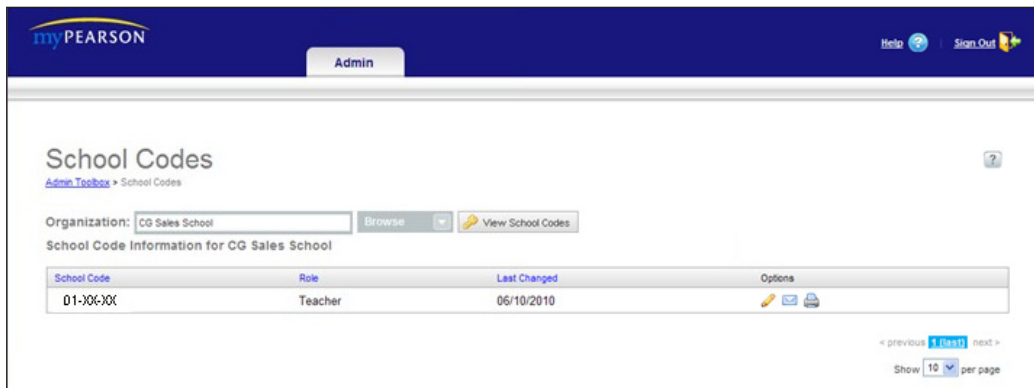 myPEARSON
Admin
Help ? | Sign Out
School Codes
?
Admin Toolbox > School Codes
Organization: CG Sales School Browse View School Codes
School Code Information for CG Sales School
School Code Role Last Changed Options
01-XX-XX Teacher 06/10/2010
< previous 1 (last) next >
Show 10 per page